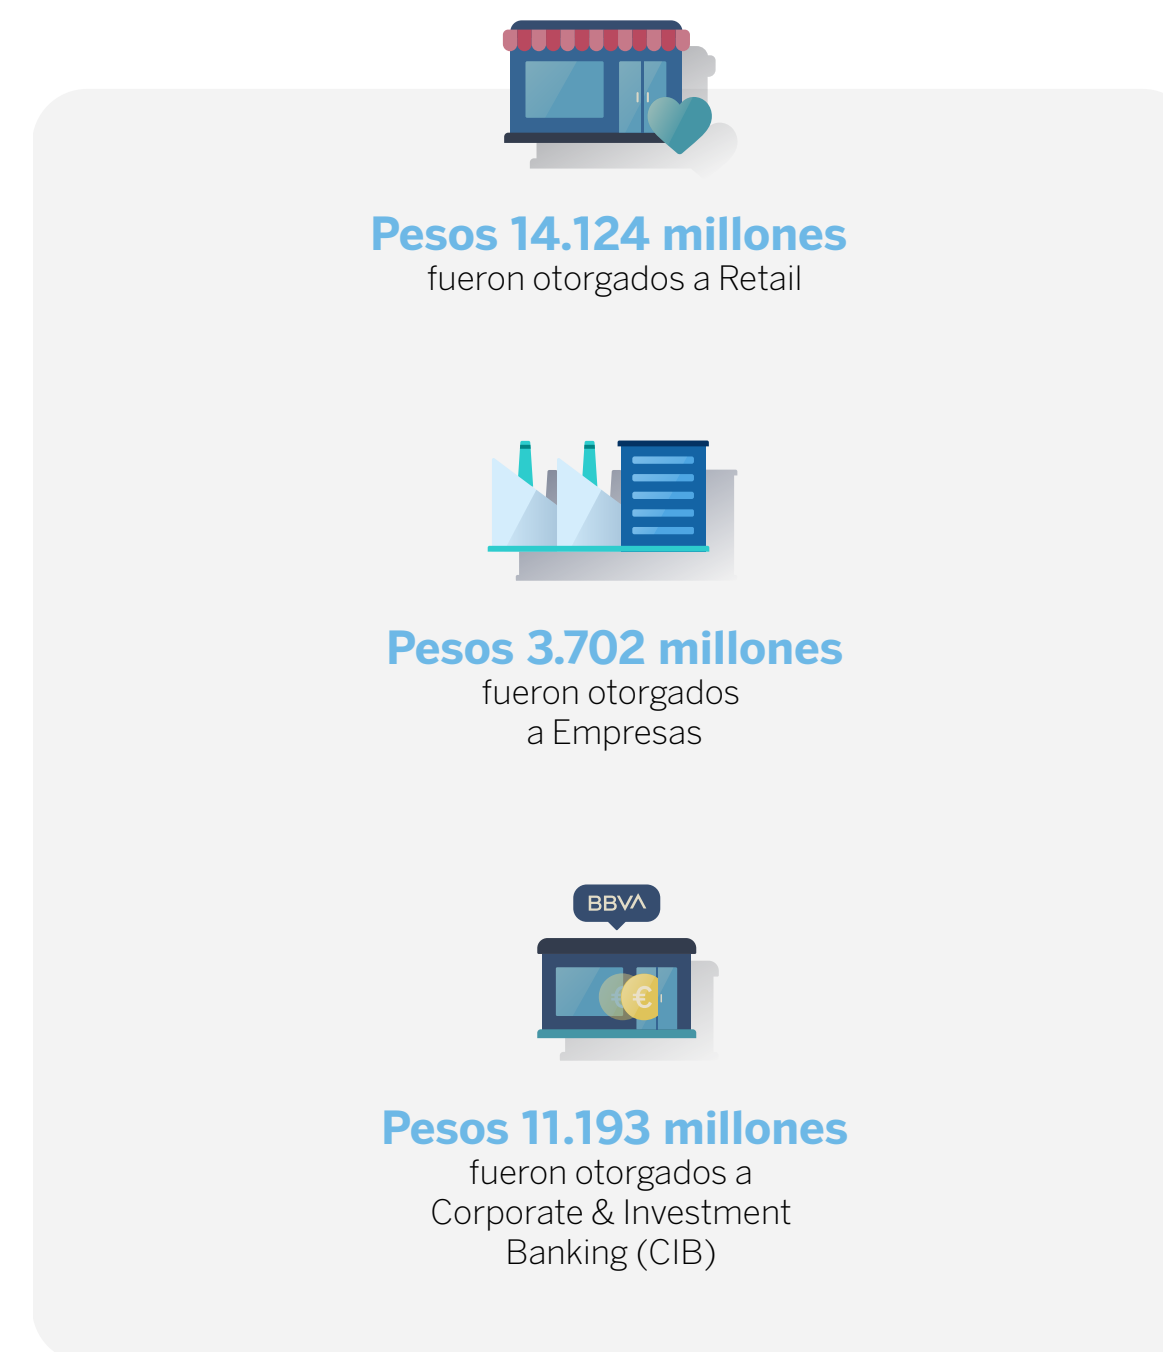 Pesos 14.124 millones
fueron otorgados a Retail
Pesos 3.702 millones
fueron otorgados
a Empresas
BBVA
€ €
Pesos 11.193 millones
fueron otorgados a
Corporate & Investment
Banking (CIB)